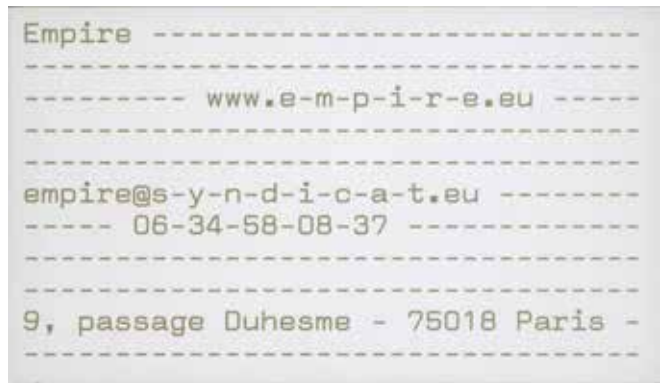 Empire ---------------------------
----------------------------------
--------- www.e-m-p-i-r-e.eu -----
----------------------------------
----------------------------------
empire@s-y-n-d-i-c-a-t.eu --------
----- 06-34-58-08-37 -------------
----------------------------------
----------------------------------
9, passage Duhesme - 75018 Paris -
----------------------------------